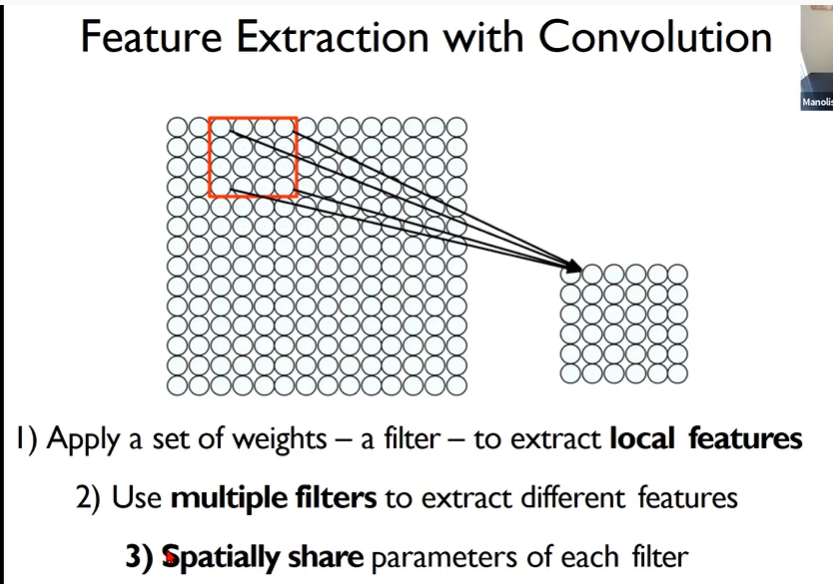 Feature Extraction with Convolution
Manolis
1) Apply a set of weights – a filter – to extract local features
2) Use multiple filters to extract different features
3) Spatially share parameters of each filter